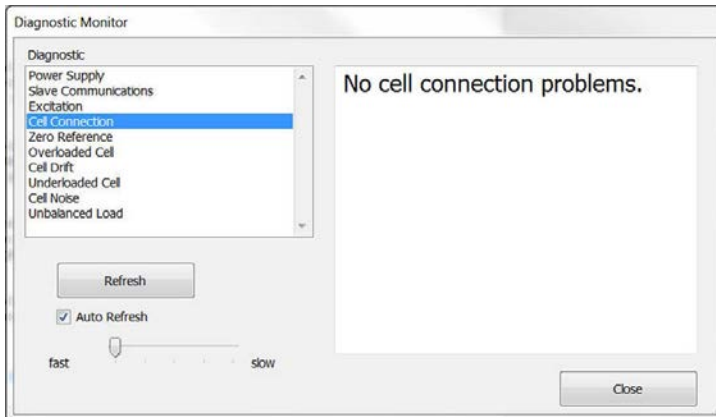 Diagnostic Monitor
Diagnostic
Power Supply
Slave Communications
Excitation
Cell Connection
Zero Reference
Overloaded Cell
Cell Drift
Underloaded Cell
Cell Noise
Unbalanced Load
No cell connection problems.
Refresh
Auto Refresh
fast
slow
Close